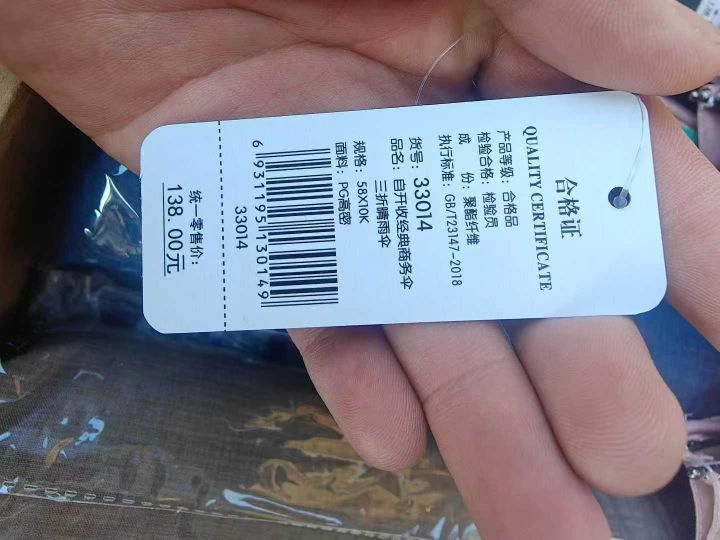 合格证
QUALITY CERTIFICATE
产品等级: 合格品
检验合格: 检验员
成 份: 聚酯纤维
执行标准: GB/T23147-2018
货号: 33014
品名: 自开收经典商务伞
三折晴雨伞
规格: 58X10K
面料: PG高密
6 931195 130149
33014
统一零售价:
138.00元